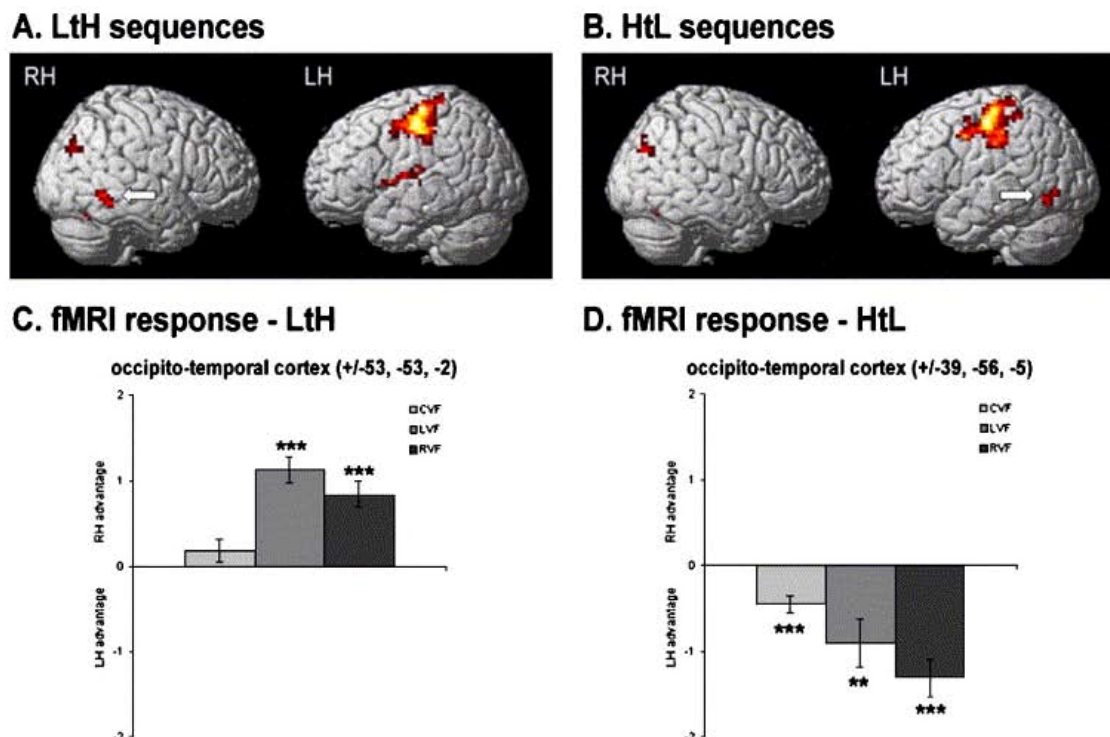 A. LtH sequences
RH
LH
B. HtL sequences
RH
LH
C. fMRI response - LtH
occipito-temporal cortex (+/-53, -53, -2)
2
CVF
LVF
RVF
***
***
1
RH advantage
0
LH advantage
-1
-2
D. fMRI response - HtL
occipito-temporal cortex (+/-39, -56, -5)
2
CVF
LVF
RVF
1
RH advantage
0
LH advantage
***
-1
**
***
-2